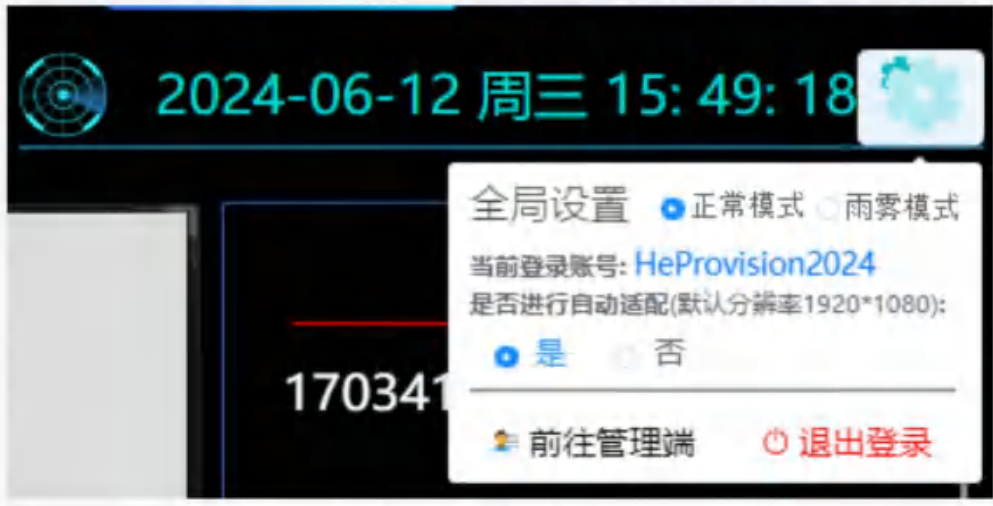 2024-06-12 周三 15: 49: 18
全局设置 正常模式 雨雾模式
当前登录账号: HeProvision2024
是否进行自动适配(默认分辨率1920*1080):
是 否
170341
前往管理端 退出登录